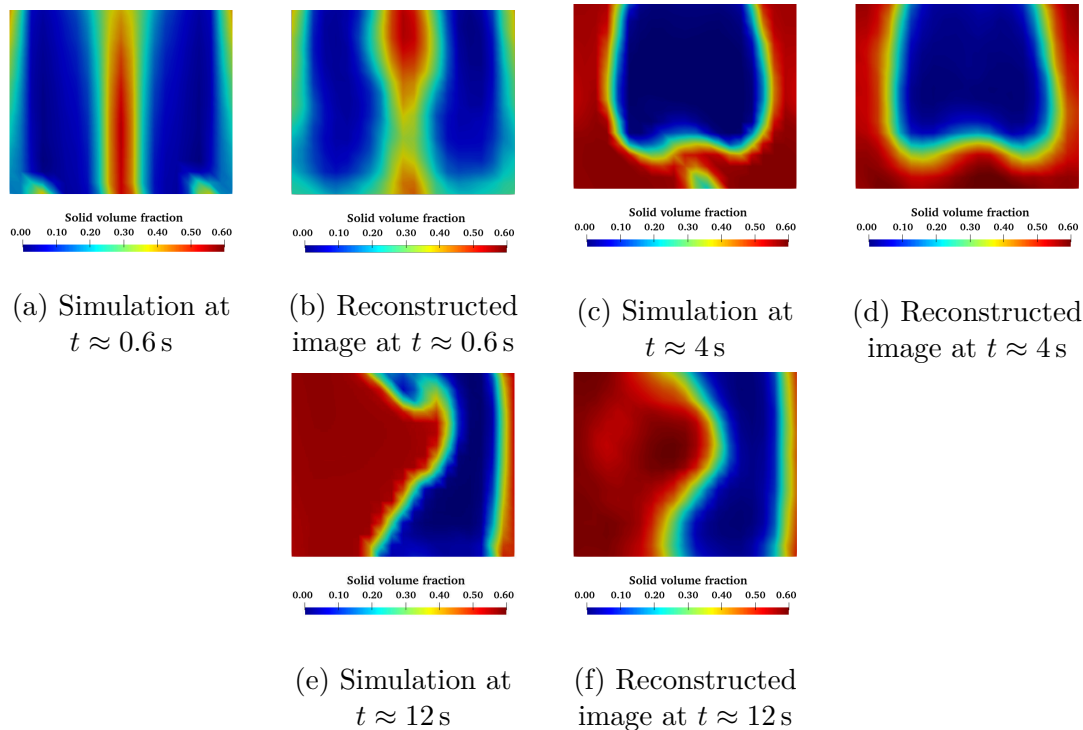 Solid volume fraction
0.00 0.10 0.20 0.30 0.40 0.50 0.60
(a) Simulation at
t ≈ 0.6 s
Solid volume fraction
0.00 0.10 0.20 0.30 0.40 0.50 0.60
(b) Reconstructed
image at t ≈ 0.6 s
Solid volume fraction
0.00 0.10 0.20 0.30 0.40 0.50 0.60
(c) Simulation at
t ≈ 4 s
Solid volume fraction
0.00 0.10 0.20 0.30 0.40 0.50 0.60
(d) Reconstructed
image at t ≈ 4 s
Solid volume fraction
0.00 0.10 0.20 0.30 0.40 0.50 0.60
(e) Simulation at
t ≈ 12 s
Solid volume fraction
0.00 0.10 0.20 0.30 0.40 0.50 0.60
(f) Reconstructed
image at t ≈ 12 s